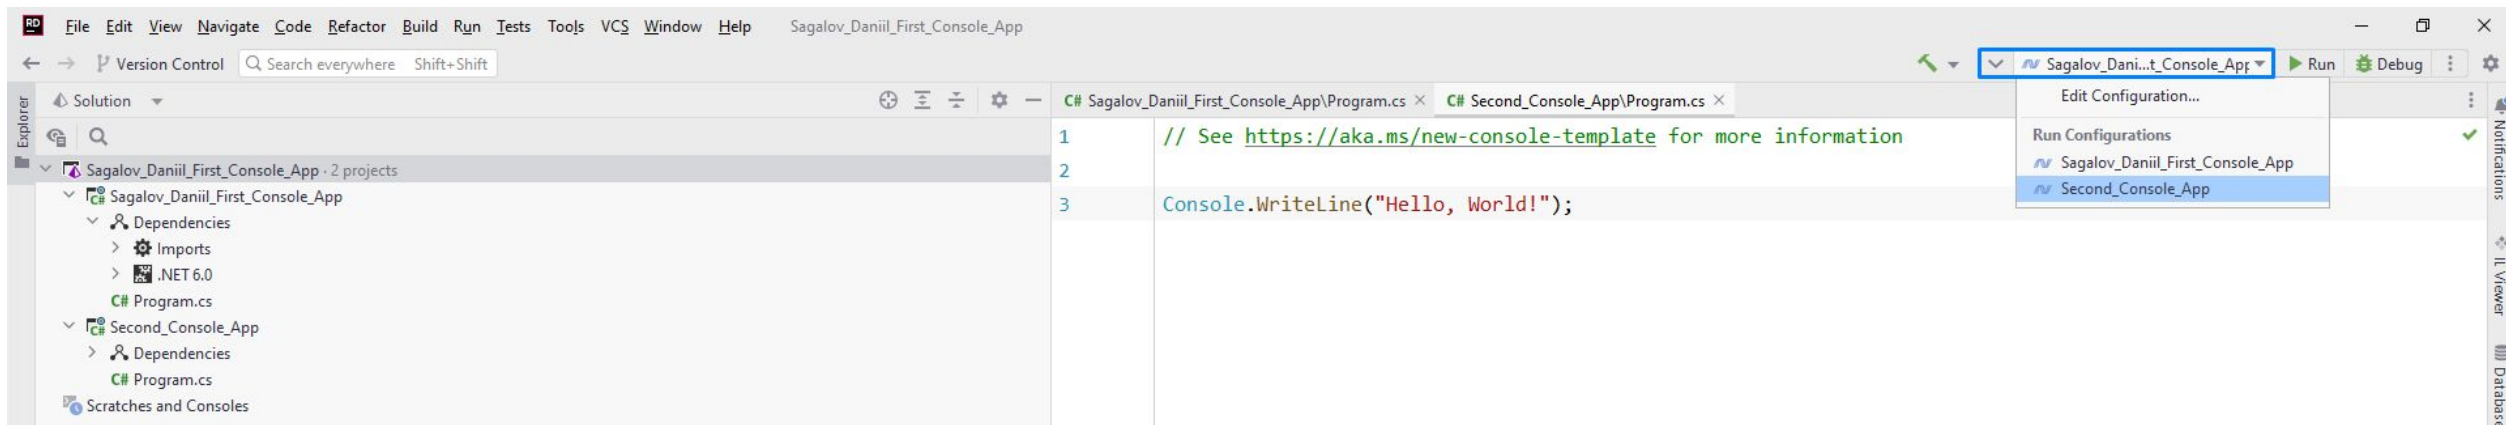 RD File Edit View Navigate Code Refactor Build Run Tests Tools VCS Window Help Sagalov_Daniil_First_Console_App
Version Control Search everywhere Shift+Shift Sagalov_Dani...t_Console_App Run Debug
Explorer
Solution
C# Sagalov_Daniil_First_Console_App\Program.cs C# Second_Console_App\Program.cs
Edit Configuration...
Run Configurations
Sagalov_Daniil_First_Console_App
Second_Console_App
Sagalov_Daniil_First_Console_App · 2 projects
C# Sagalov_Daniil_First_Console_App
Dependencies
Imports
.NET 6.0
C# Program.cs
C# Second_Console_App
Dependencies
C# Program.cs
Scratches and Consoles
1 // See https://aka.ms/new-console-template for more information
2
3 Console.WriteLine("Hello, World!");
Notifications
IL Viewer
Database